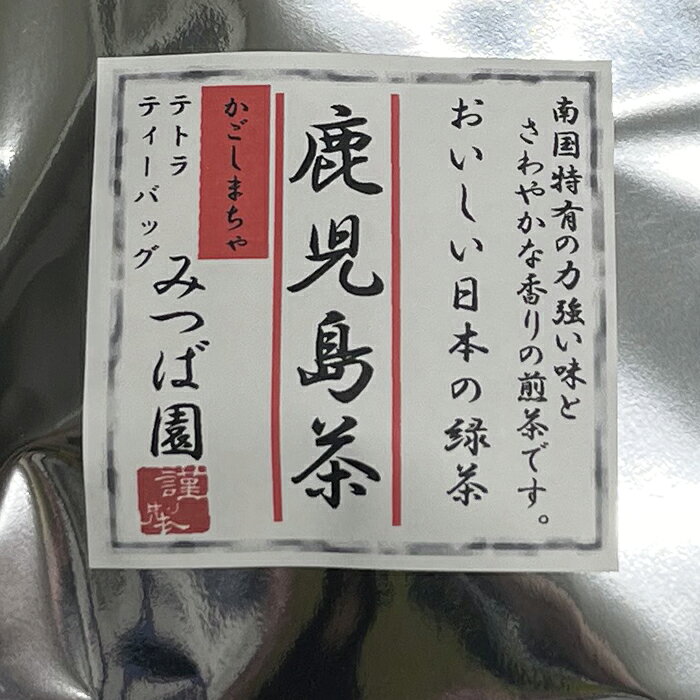 南国特有の力強い味と
さわやかな香りの煎茶です。
おいしい日本の緑茶
鹿児島茶
かごしまちゃ
テトラ
ティーバッグ
みつば園
謹製